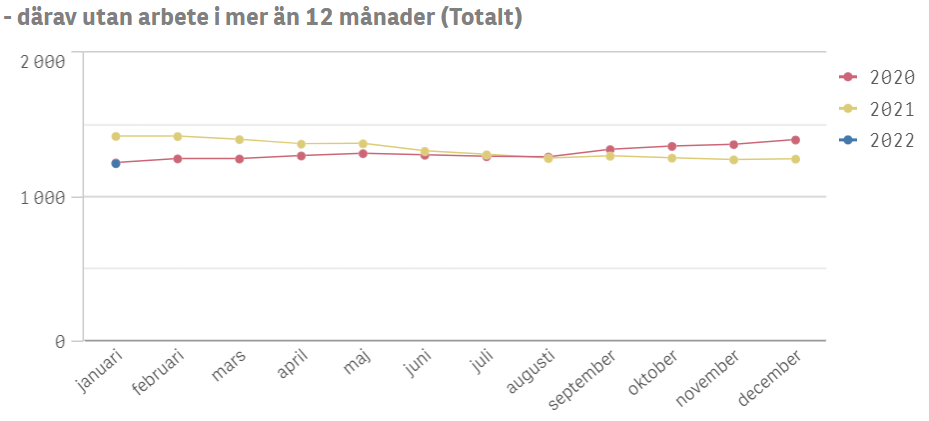 - därav utan arbete i mer än 12 månader (Totalt)
2 000
1 000
0
januari
februari
mars
april
maj
juni
juli
augusti
september
oktober
november
december
2020
2021
2022